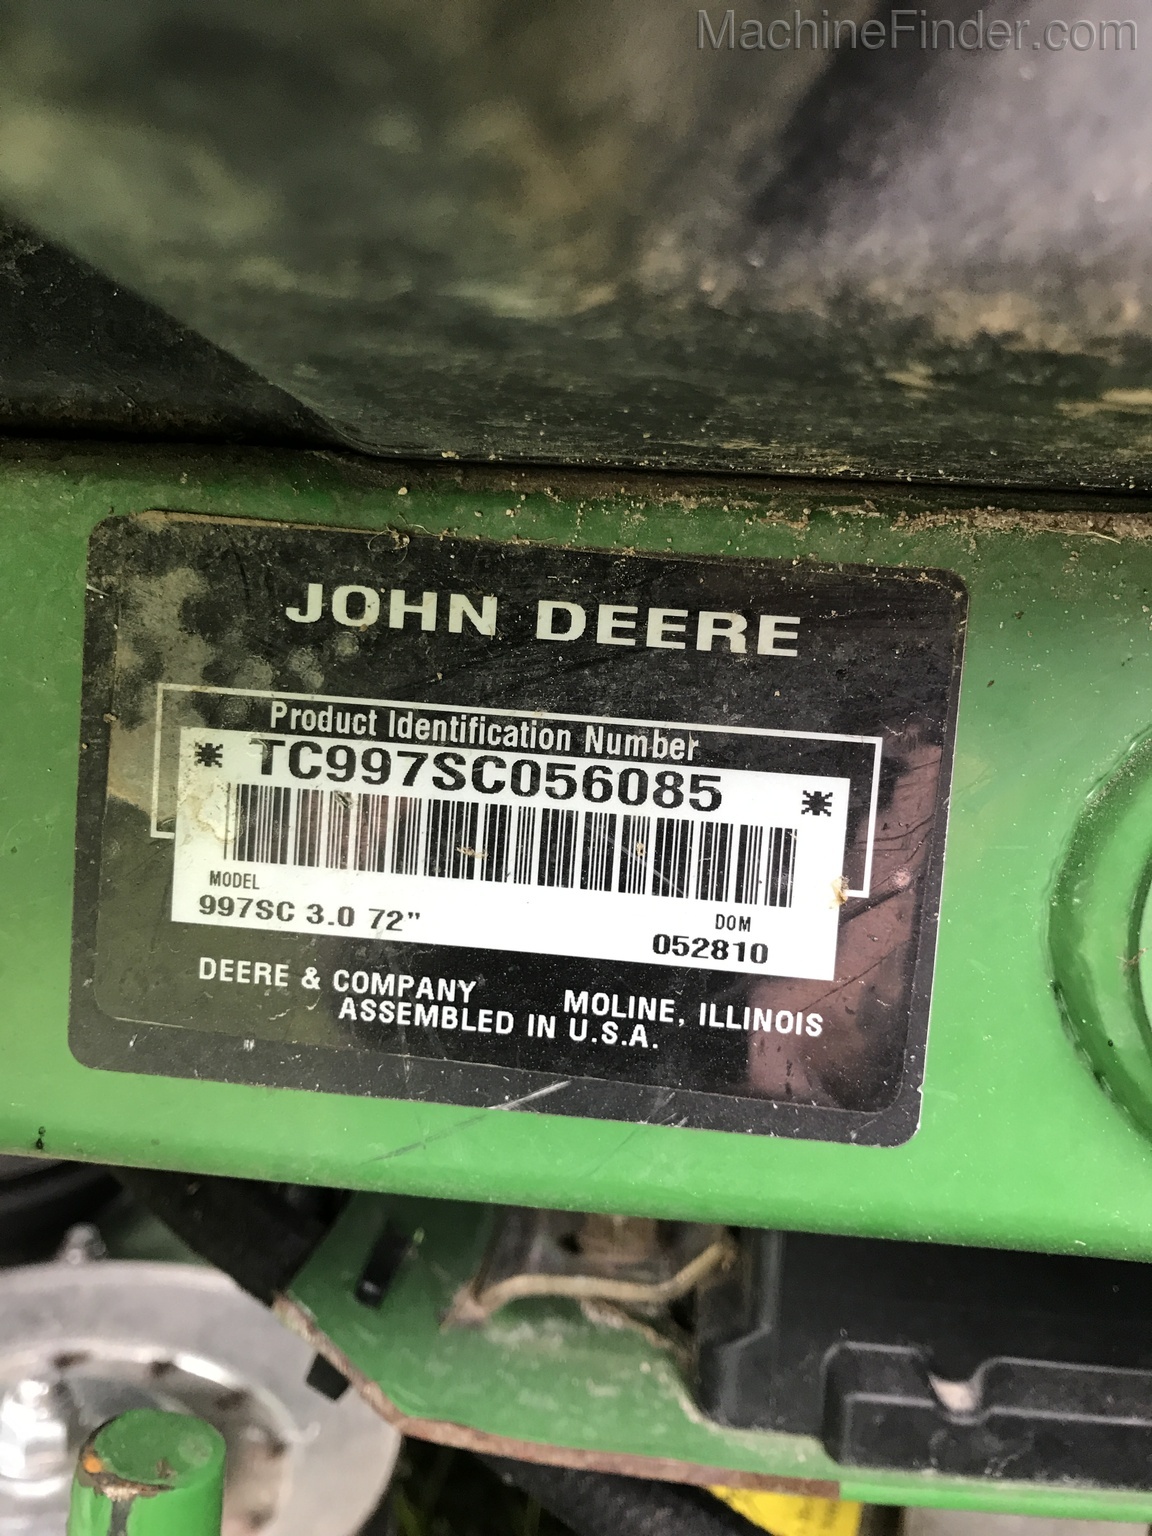 MachineFinder.com
JOHN DEERE
Product Identification Number
* TC997SC056085 *
MODEL
997SC 3.0 72"
DOM
052810
DEERE & COMPANY MOLINE, ILLINOIS
ASSEMBLED IN U.S.A.